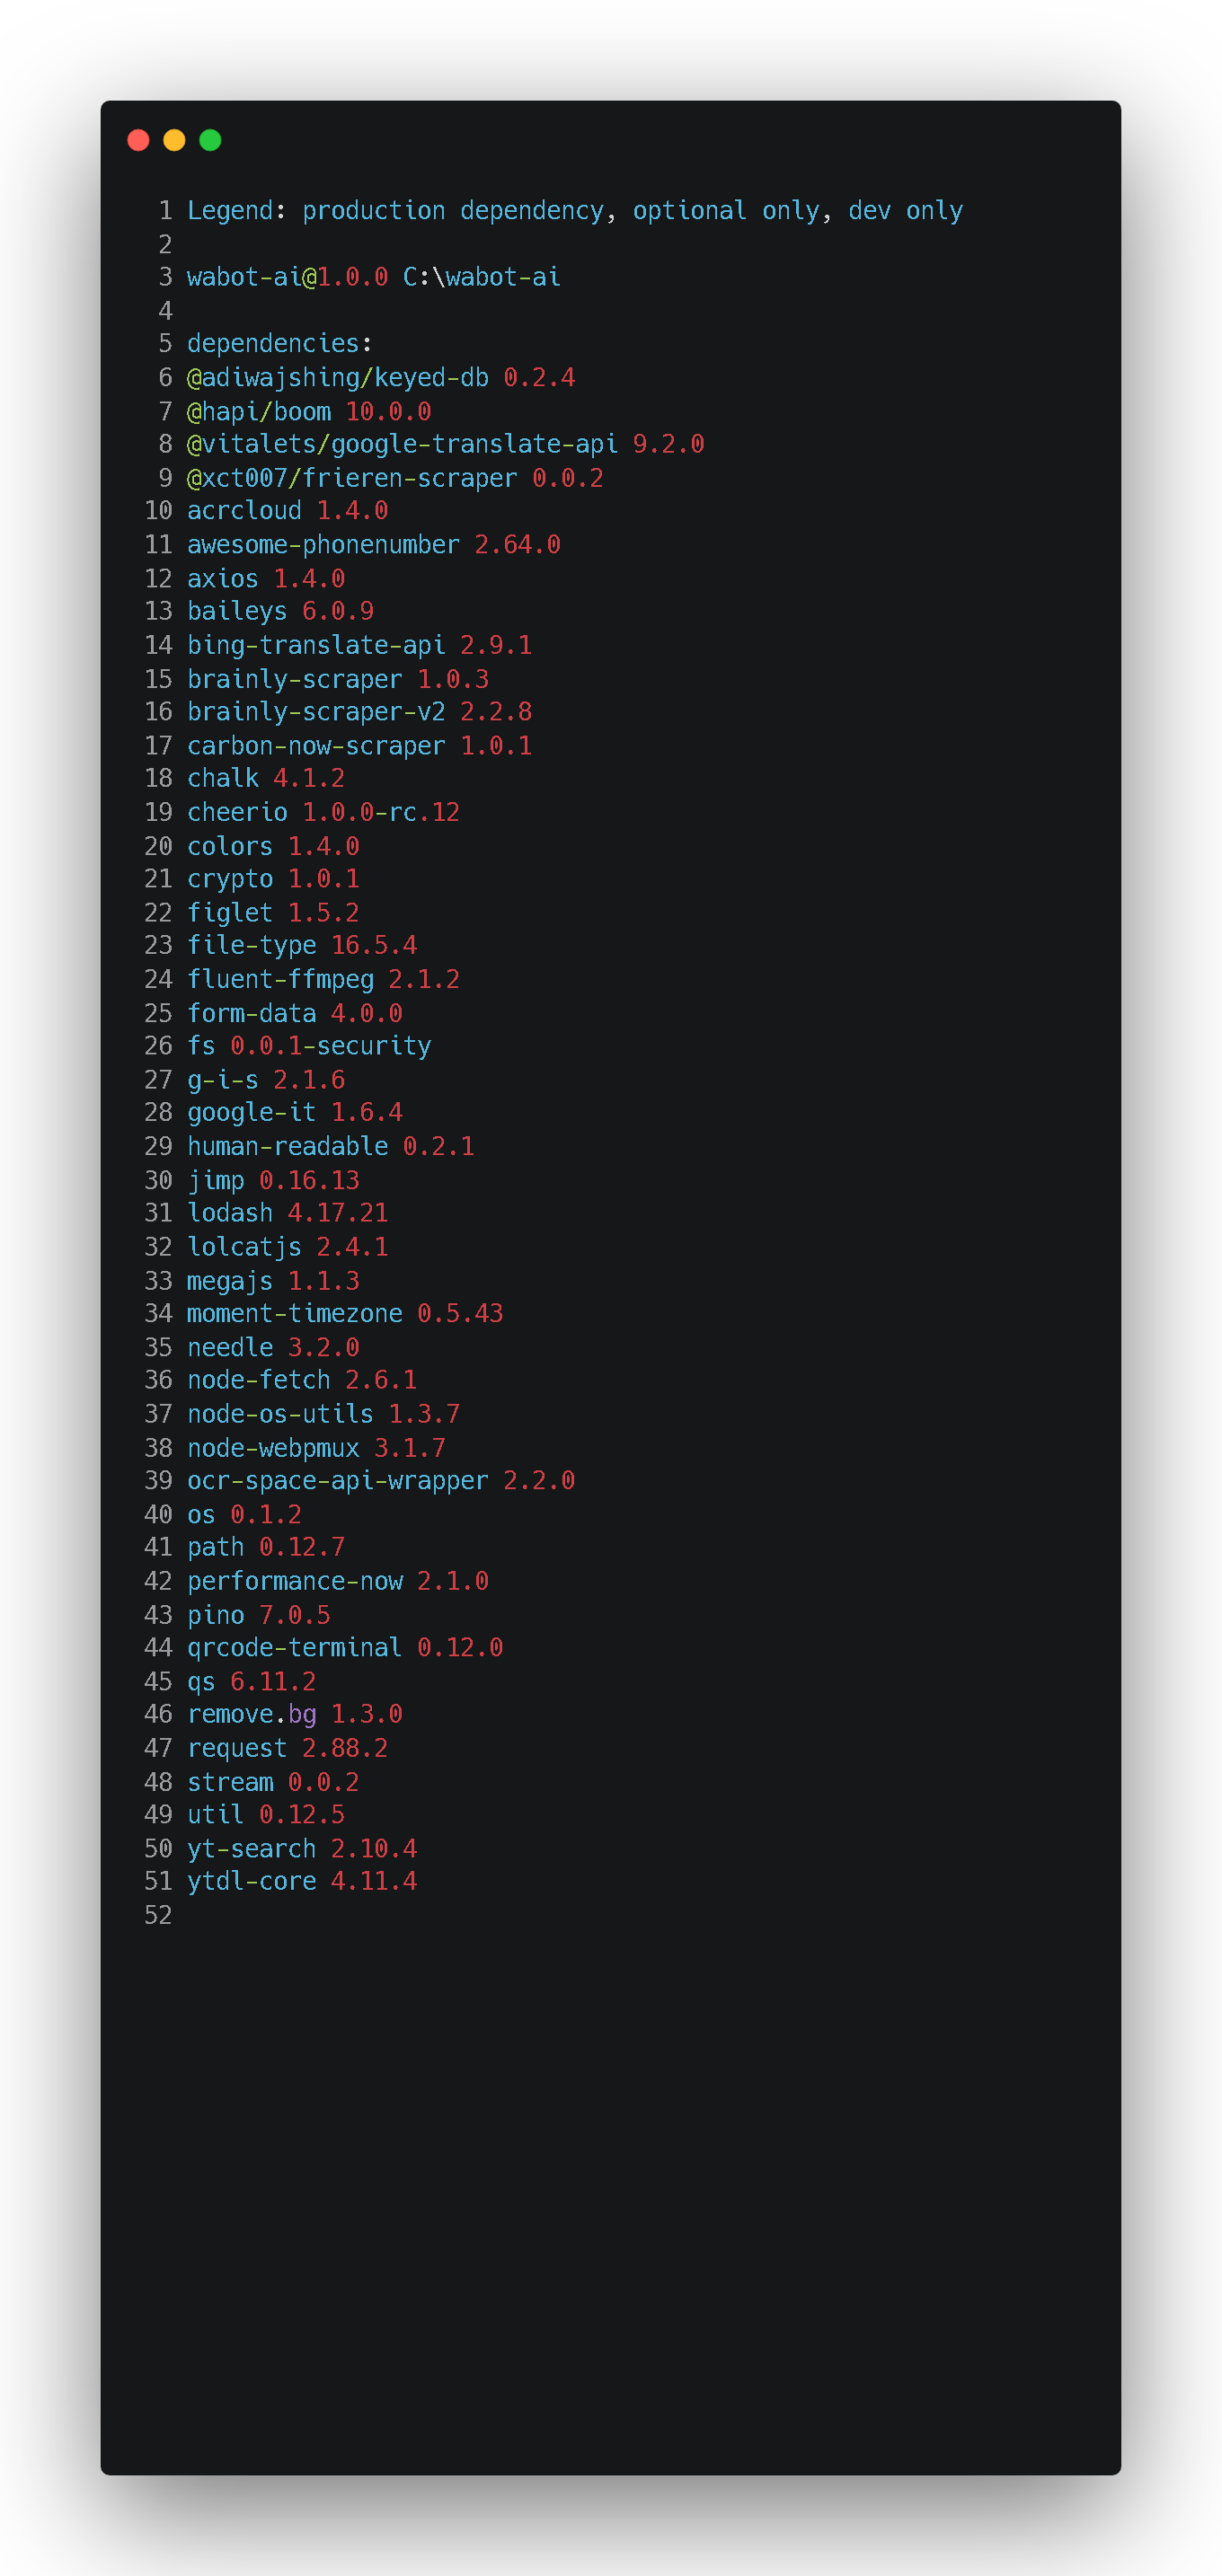 1 Legend: production dependency, optional only, dev only
2
3 wabot-ai@1.0.0 C:\wabot-ai
4
5 dependencies:
6 @adiwajshing/keyed-db 0.2.4
7 @hapi/boom 10.0.0
8 @vitalets/google-translate-api 9.2.0
9 @xct007/frieren-scraper 0.0.2
10 acrcloud 1.4.0
11 awesome-phonenumber 2.64.0
12 axios 1.4.0
13 baileys 6.0.9
14 bing-translate-api 2.9.1
15 brainly-scraper 1.0.3
16 brainly-scraper-v2 2.2.8
17 carbon-now-scraper 1.0.1
18 chalk 4.1.2
19 cheerio 1.0.0-rc.12
20 colors 1.4.0
21 crypto 1.0.1
22 figlet 1.5.2
23 file-type 16.5.4
24 fluent-ffmpeg 2.1.2
25 form-data 4.0.0
26 fs 0.0.1-security
27 g-i-s 2.1.6
28 google-it 1.6.4
29 human-readable 0.2.1
30 jimp 0.16.13
31 lodash 4.17.21
32 lolcatjs 2.4.1
33 megajs 1.1.3
34 moment-timezone 0.5.43
35 needle 3.2.0
36 node-fetch 2.6.1
37 node-os-utils 1.3.7
38 node-webpmux 3.1.7
39 ocr-space-api-wrapper 2.2.0
40 os 0.1.2
41 path 0.12.7
42 performance-now 2.1.0
43 pino 7.0.5
44 qrcode-terminal 0.12.0
45 qs 6.11.2
46 remove.bg 1.3.0
47 request 2.88.2
48 stream 0.0.2
49 util 0.12.5
50 yt-search 2.10.4
51 ytdl-core 4.11.4
52